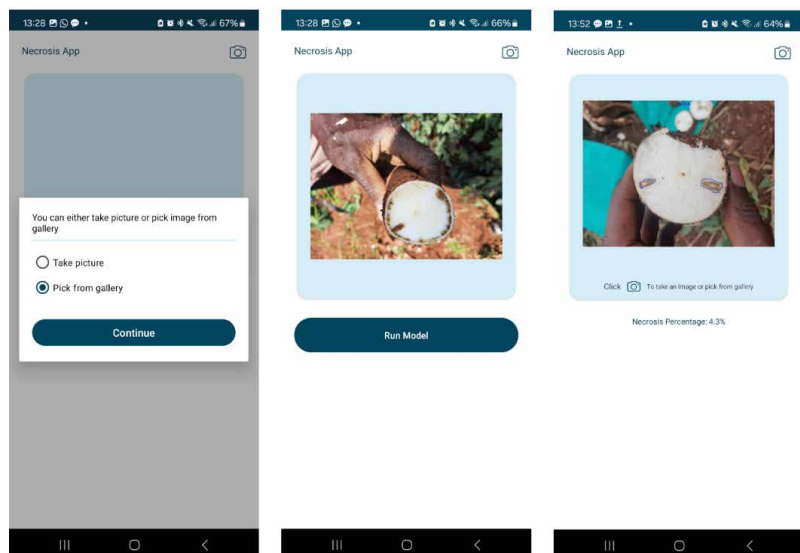 13:28
67%
Necrosis App
You can either take picture or pick image from
gallery
Take picture
Pick from gallery
Continue
13:28
66%
Necrosis App
Run Model
13:52
64%
Necrosis App
Click To take an image or pick from gallery
Necrosis Percentage: 4.3%